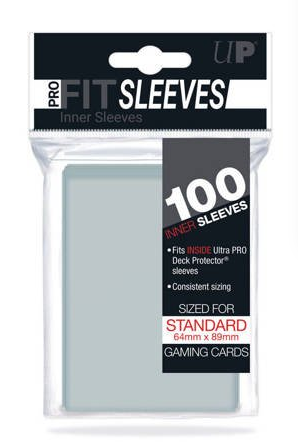 UP
PRO FIT SLEEVES
Inner Sleeves
100
INNER SLEEVES
•Fits INSIDE Ultra PRO
Deck Protector®
sleeves
•Consistent sizing
SIZED FOR
STANDARD
64mm x 89mm
GAMING CARDS